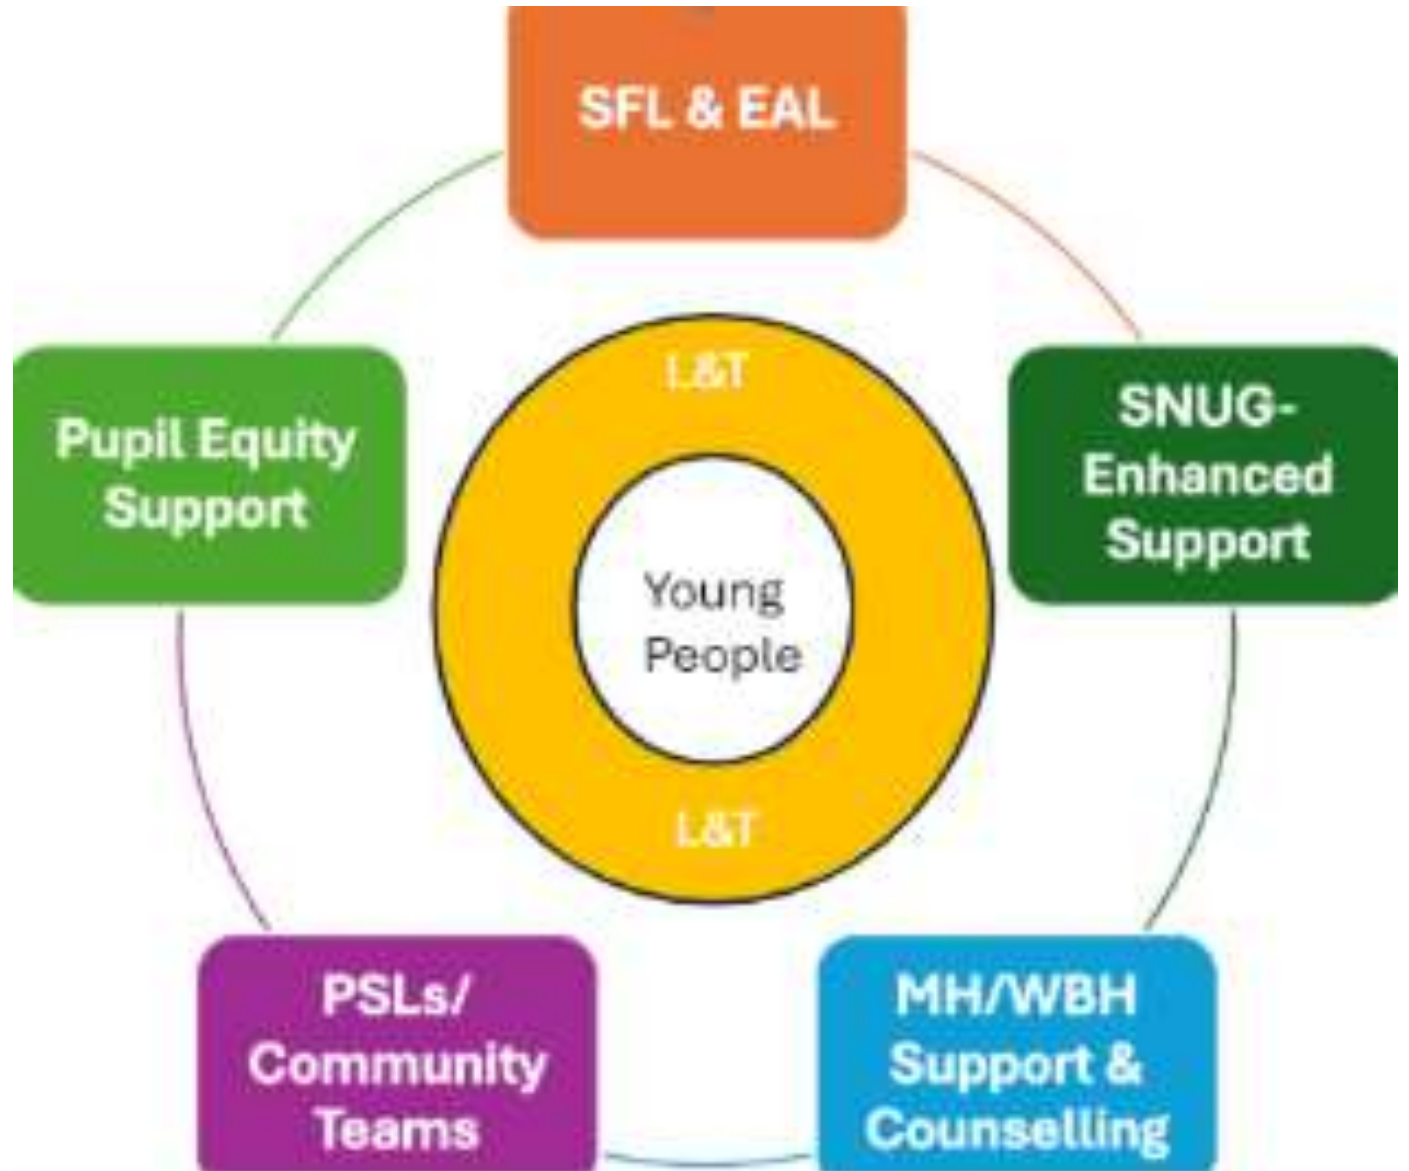 SFL & EAL
Pupil Equity
Support
L&T
SNUG-
Enhanced
Support
Young
People
L&T
PSLs/
Community
Teams
MH/WBH
Support &
Counselling